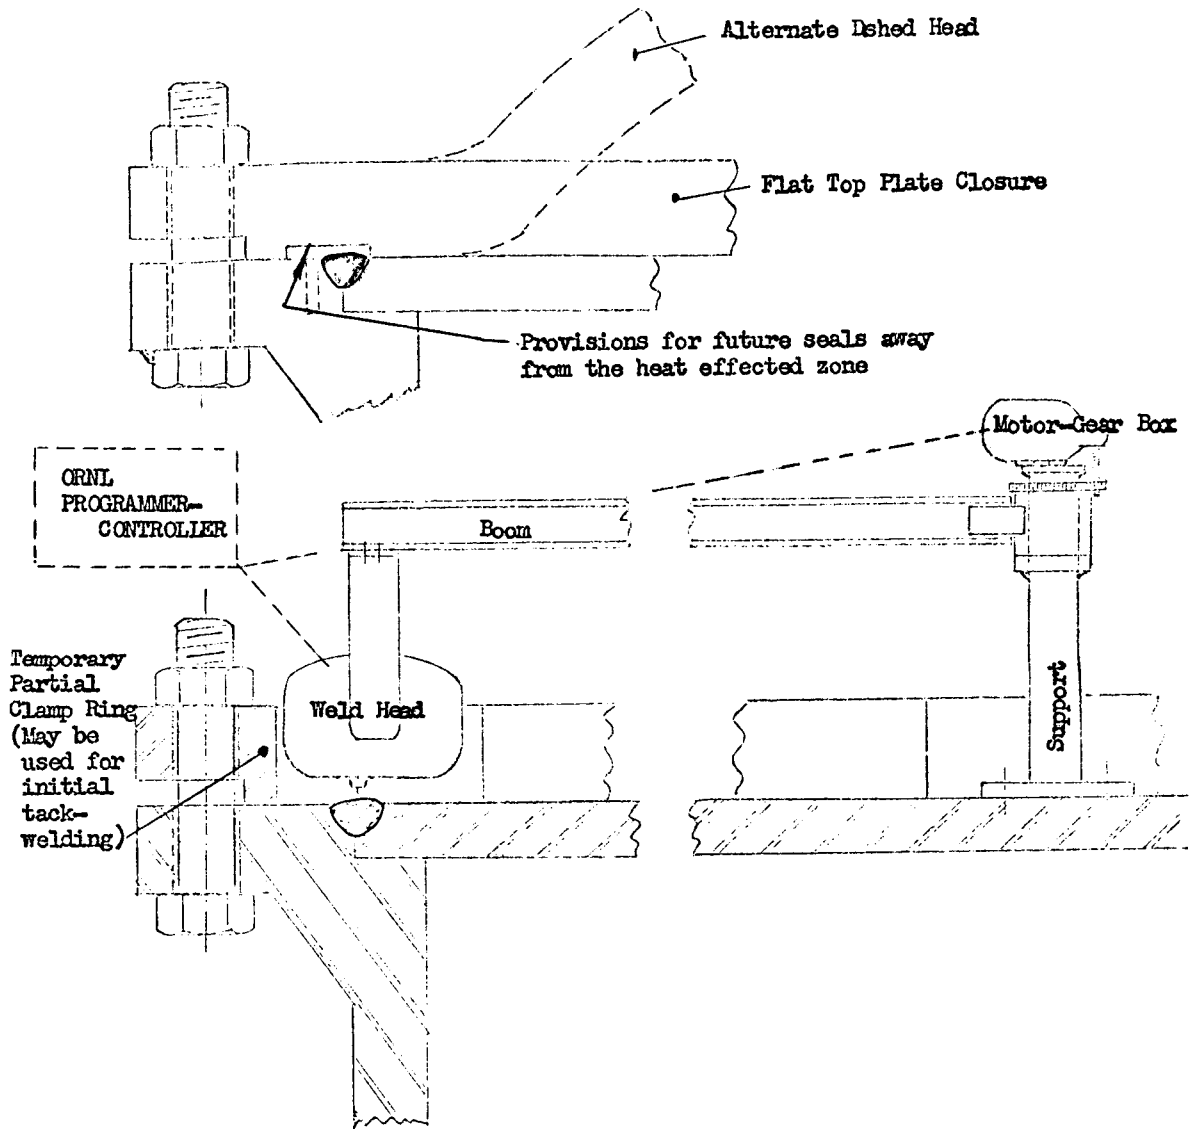 Alternate Dshed Head
Flat Top Plate Closure
Provisions for future seals away
from the heat effected zone
Motor-Gear Box
ORNL
PROGRAMMER-
CONTROLLER
Boom
Temporary
Partial
Clamp Ring
(May be
used for
initial
tack-
welding)
Weld Head
Support